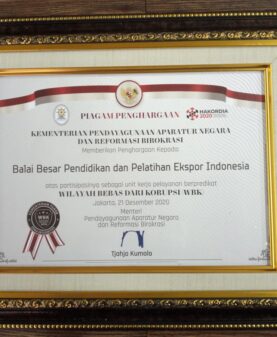 PIAGAM PENGHARGAAN
HAKORDIA
2020
KEMENTERIAN PENDAYAGUNAAN APARATUR NEGARA
DAN REFORMASI BIROKRASI
Memberikan Penghargaan Kepada:
Balai Besar Pendidikan dan Pelatihan Ekspor Indonesia
atas partisipasinya sebagai unit kerja pelayanan berpredikat
WILAYAH BEBAS DARI KORUPSI (WBK)
Jakarta, 21 Desember 2020
Menteri
Pendayagunaan Aparatur Negara
dan Reformasi Birokrasi
WBK
Tjahjo Kumolo